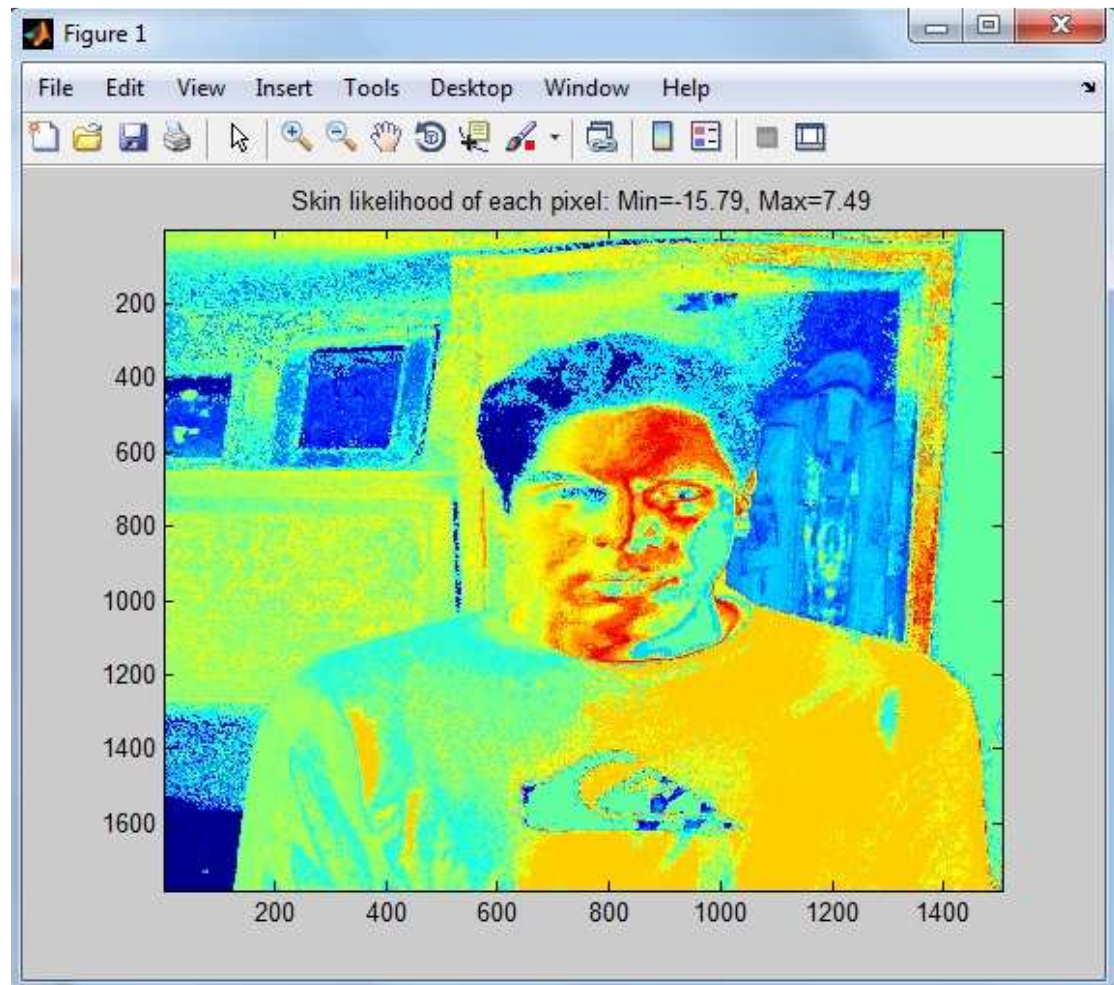 Figure 1
File Edit View Insert Tools Desktop Window Help
Skin likelihood of each pixel: Min=-15.79, Max=7.49
200
400
600
800
1000
1200
1400
1600
200 400 600 800 1000 1200 1400